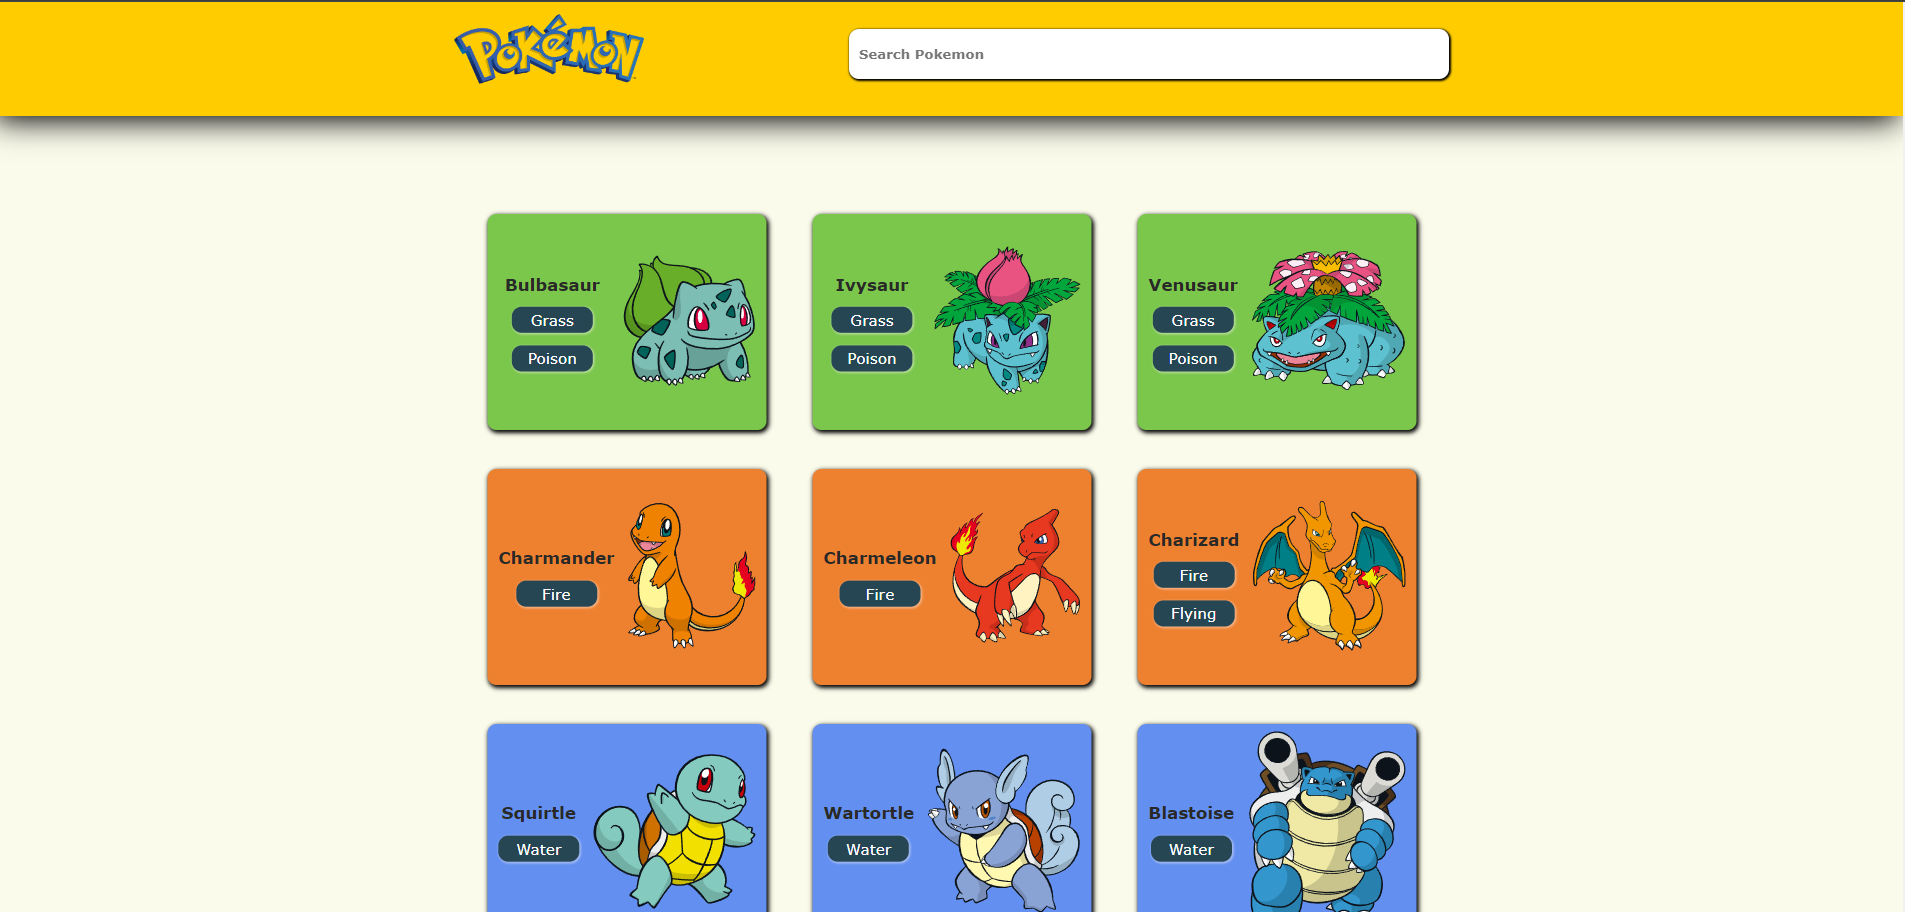 Pokémon
Search Pokemon
Bulbasaur
Grass
Poison
Ivysaur
Grass
Poison
Venusaur
Grass
Poison
Charmander
Fire
Charmeleon
Fire
Charizard
Fire
Flying
Squirtle
Water
Wartortle
Water
Blastoise
Water